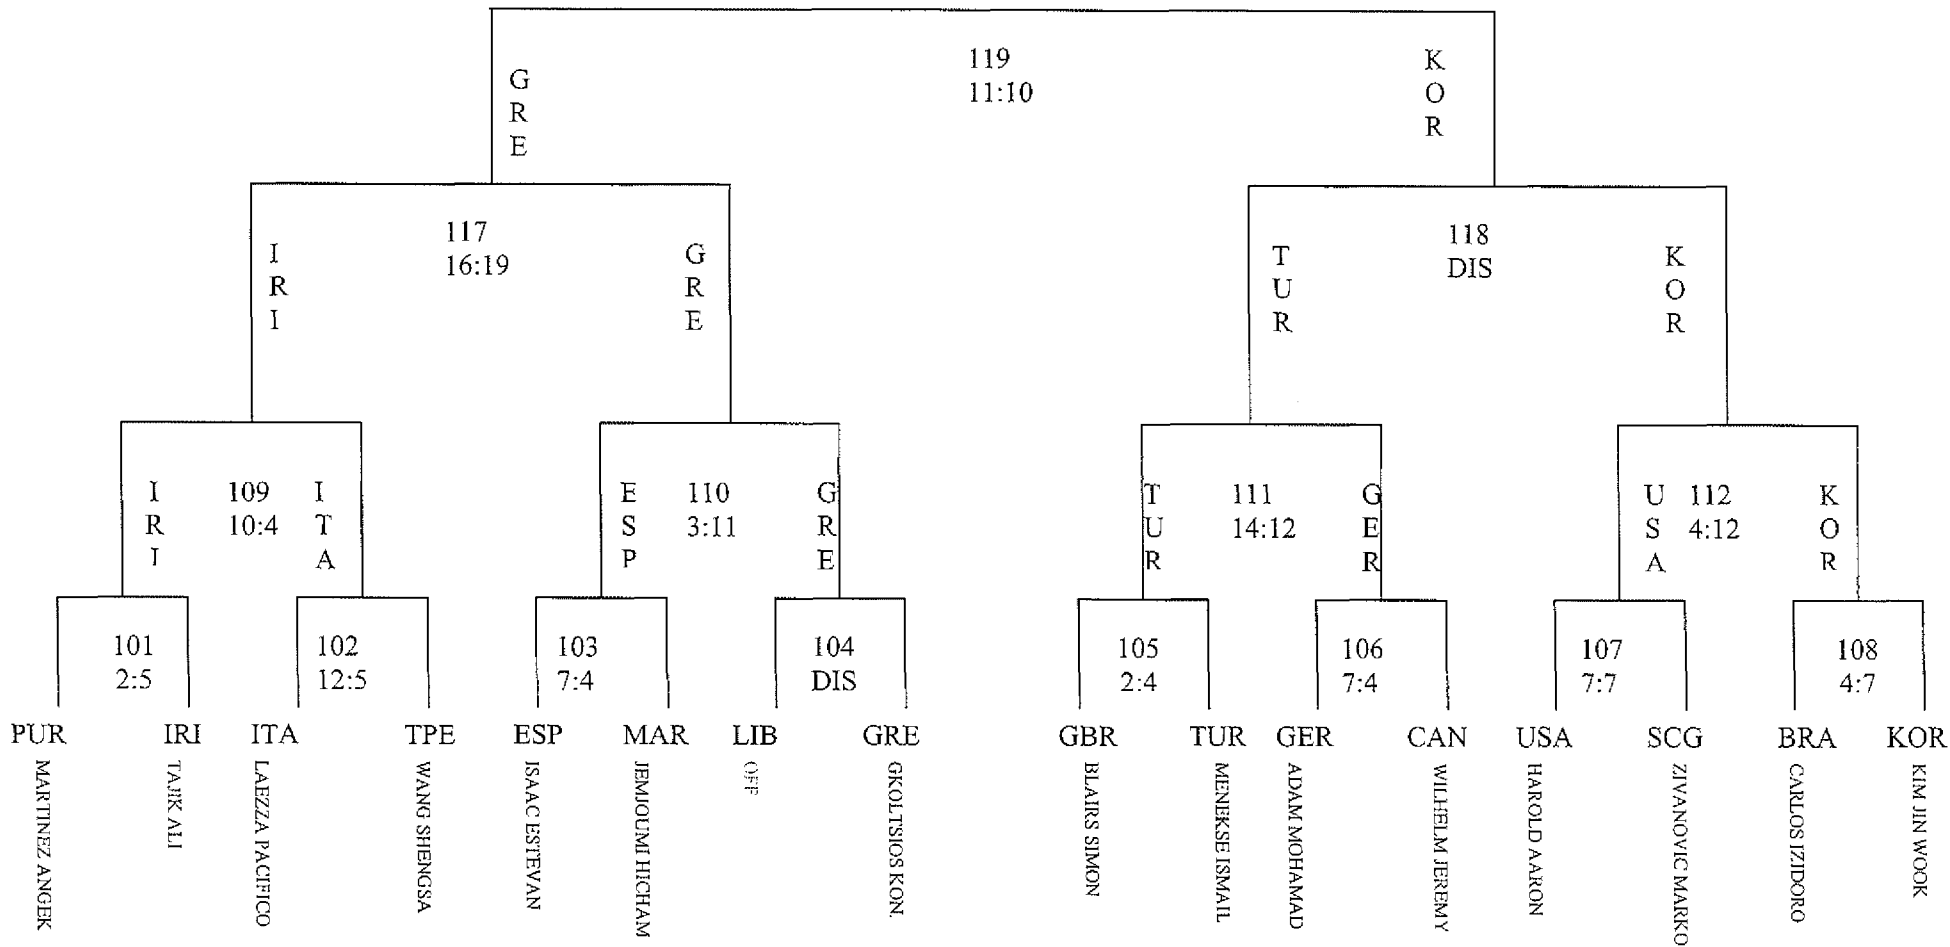 119
11:10
GRE
KOR
117
16:19
IRI
GRE
118
DIS
TUR
KOR
IRI
109
10:4
ITA
ESP
110
3:11
GRE
TUR
111
14:12
GER
USA
112
4:12
KOR
101
2:5
102
12:5
103
7:4
104
DIS
105
2:4
106
7:4
107
7:7
108
4:7
PUR
IRI
ITA
TPE
ESP
MAR
LIB
GRE
GBR
TUR
GER
CAN
USA
SCG
BRA
KOR
MARTINEZ ANGEK
TAJIK ALI
LAEZZA PACIFICO
WANG SHENGSA
ISAAC ESTEVAN
JEMJOUMI HICHAM
OFF
GKOLTSIOS KON.
BLAIRS SIMON
MENEKSE ISMAIL
ADAM MOHAMAD
WILHELM JEREMY
HAROLD AARON
ZIVANOVIC MARKO
CARLOS IZIDORO
KIM JIN WOOK